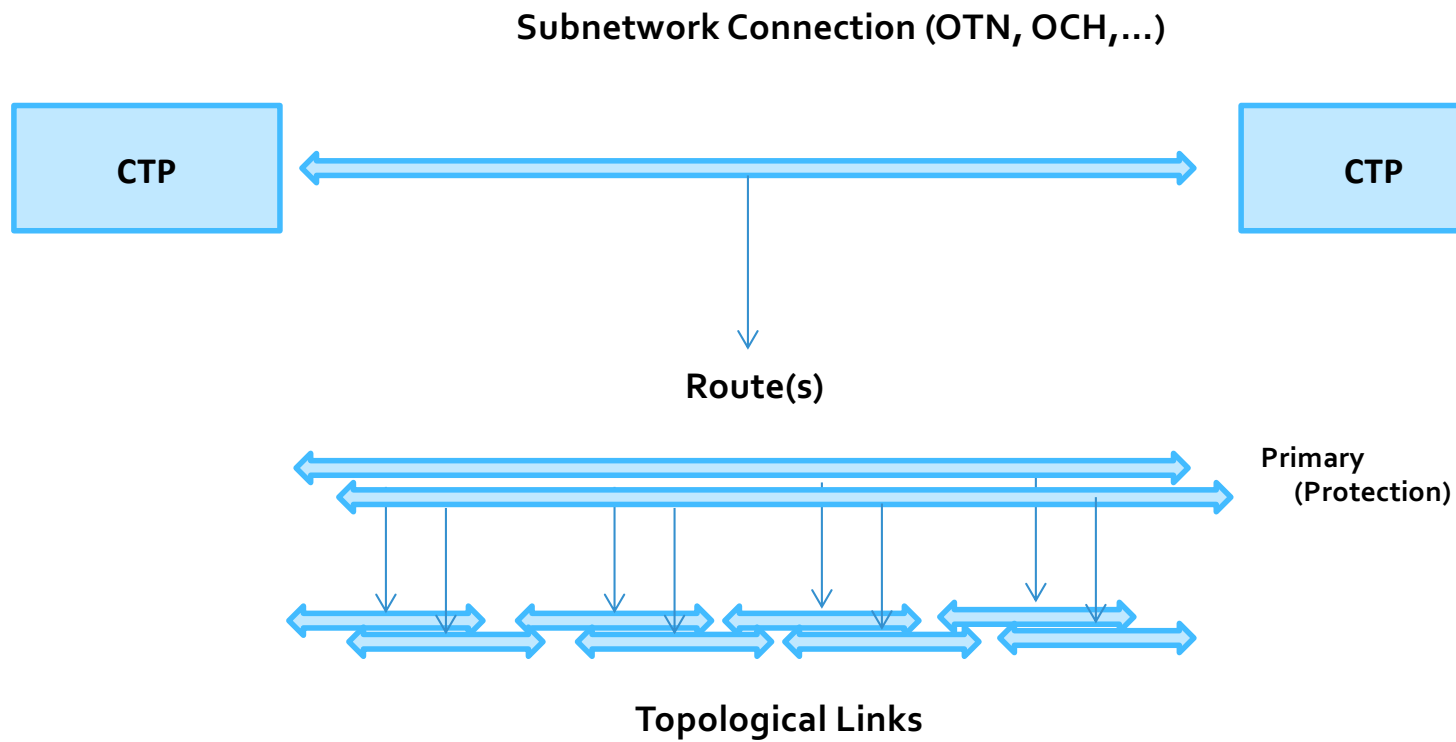 Subnetwork Connection (OTN, OCH,...)
CTP
CTP
Route(s)
Primary
(Protection)
Topological Links